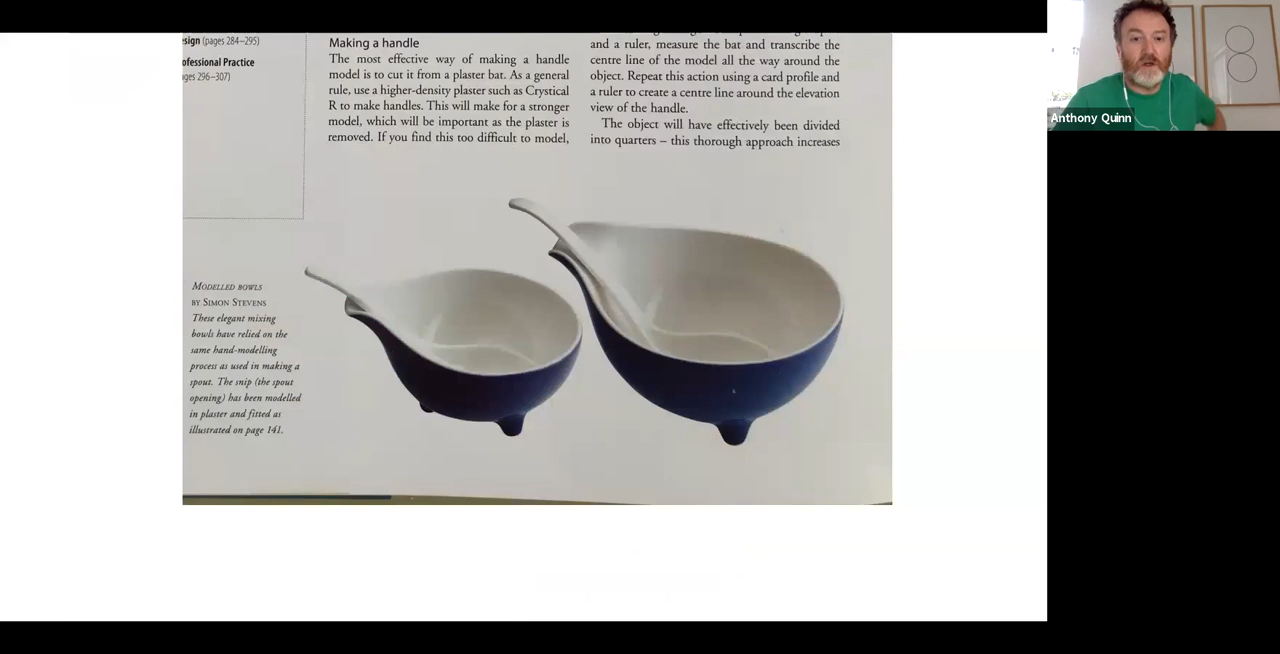 sign (pages 284–295)
ofessional Practice
ges 296–307)
Making a handle
The most effective way of making a handle
model is to cut it from a plaster bat. As a general
rule, use a higher-density plaster such as Crystical
R to make handles. This will make for a stronger
model, which will be important as the plaster is
removed. If you find this too difficult to model,
and a ruler, measure the bat and transcribe the
centre line of the model all the way around the
object. Repeat this action using a card profile and
a ruler to create a centre line around the elevation
view of the handle.
The object will have effectively been divided
into quarters – this thorough approach increases
MODELLED BOWLS
BY SIMON STEVENS
These elegant mixing
bowls have relied on the
same hand-modelling
process as used in making a
spout. The snip (the spout
opening) has been modelled
in plaster and fitted as
illustrated on page 141.
Anthony Quinn